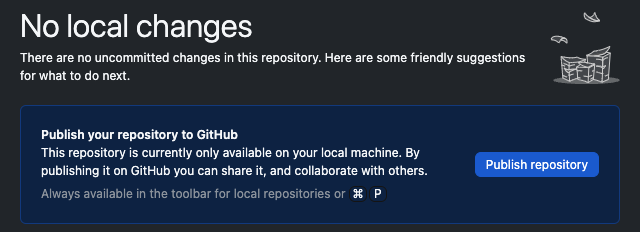 No local changes
There are no uncommitted changes in this repository. Here are some friendly suggestions
for what to do next.
Publish your repository to GitHub
This repository is currently only available on your local machine. By
publishing it on GitHub you can share it, and collaborate with others.
Publish repository
Always available in the toolbar for local repositories or ⌘ P